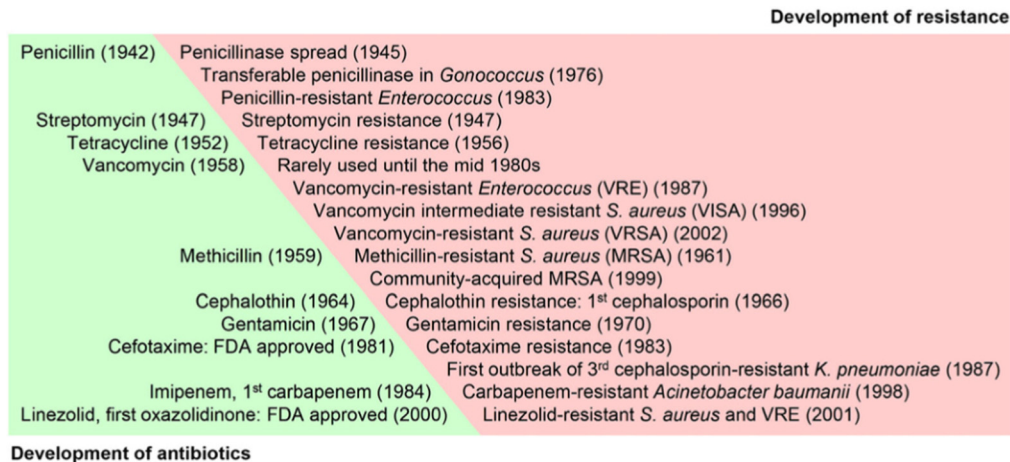 Development of resistance
Penicillin (1942) Penicillinase spread (1945)
Transferable penicillinase in Gonococcus (1976)
Penicillin-resistant Enterococcus (1983)
Streptomycin (1947) Streptomycin resistance (1947)
Tetracycline (1952) Tetracycline resistance (1956)
Vancomycin (1958) Rarely used until the mid 1980s
Vancomycin-resistant Enterococcus (VRE) (1987)
Vancomycin intermediate resistant S. aureus (VISA) (1996)
Vancomycin-resistant S. aureus (VRSA) (2002)
Methicillin (1959) Methicillin-resistant S. aureus (MRSA) (1961)
Community-acquired MRSA (1999)
Cephalothin (1964) Cephalothin resistance: 1st cephalosporin (1966)
Gentamicin (1967) Gentamicin resistance (1970)
Cefotaxime: FDA approved (1981) Cefotaxime resistance (1983)
First outbreak of 3rd cephalosporin-resistant K. pneumoniae (1987)
Imipenem, 1st carbapenem (1984) Carbapenem-resistant Acinetobacter baumanii (1998)
Linezolid, first oxazolidinone: FDA approved (2000) Linezolid-resistant S. aureus and VRE (2001)
Development of antibiotics